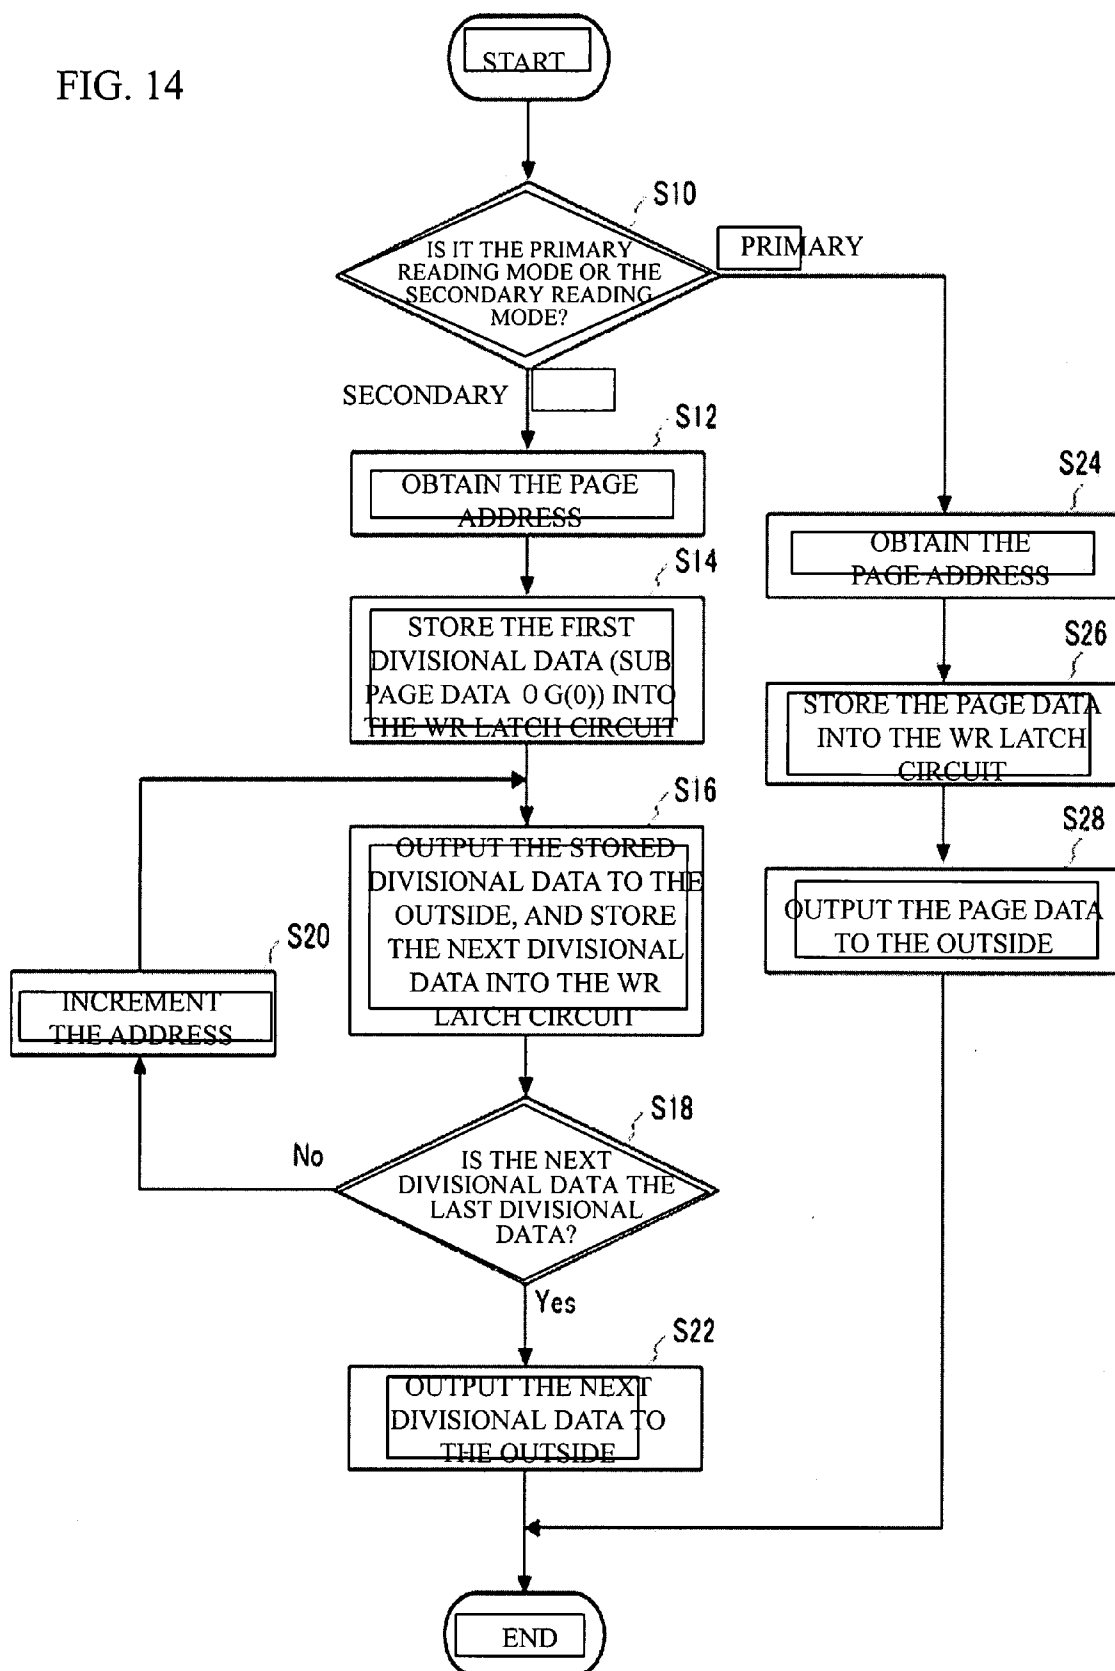 FIG. 14
START
S10
IS IT THE PRIMARY
READING MODE OR THE
SECONDARY READING
MODE?
PRIMARY
SECONDARY
S12
OBTAIN THE PAGE
ADDRESS
S14
STORE THE FIRST
DIVISIONAL DATA (SUB
PAGE DATA 0 G(0)) INTO
THE WR LATCH CIRCUIT
S16
OUTPUT THE STORED
DIVISIONAL DATA TO THE
OUTSIDE, AND STORE
THE NEXT DIVISIONAL
DATA INTO THE WR
LATCH CIRCUIT
S20
INCREMENT
THE ADDRESS
S18
No
IS THE NEXT
DIVISIONAL DATA THE
LAST DIVISIONAL
DATA?
Yes
S22
OUTPUT THE NEXT
DIVISIONAL DATA TO
THE OUTSIDE
S24
OBTAIN THE
PAGE ADDRESS
S26
STORE THE PAGE DATA
INTO THE WR LATCH
CIRCUIT
S28
OUTPUT THE PAGE DATA
TO THE OUTSIDE
END